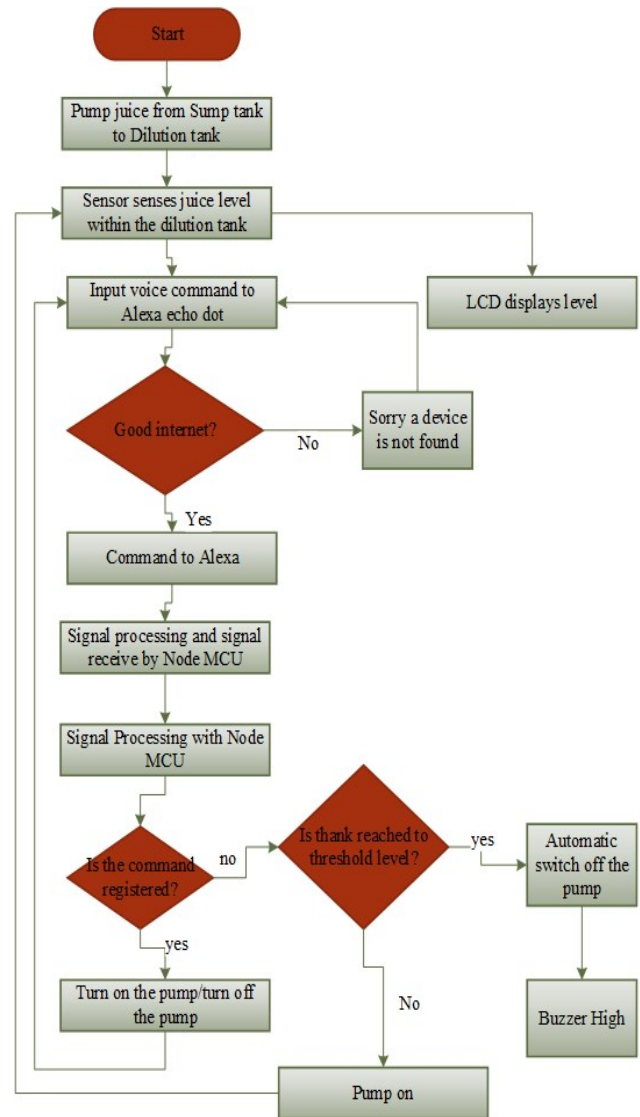 Start
Pump juice from Sump tank
to Dilution tank
Sensor senses juice level
within the dilution tank
Input voice command to
Alexa echo dot
LCD displays level
Good internet?
No
Sorry a device
is not found
Yes
Command to Alexa
Signal processing and signal
receive by Node MCU
Signal Processing with Node
MCU
Is the command
registered?
no
Is thank reached to
threshold level?
yes
Automatic
switch off the
pump
yes
Turn on the pump/turn off
the pump
No
Buzzer High
Pump on